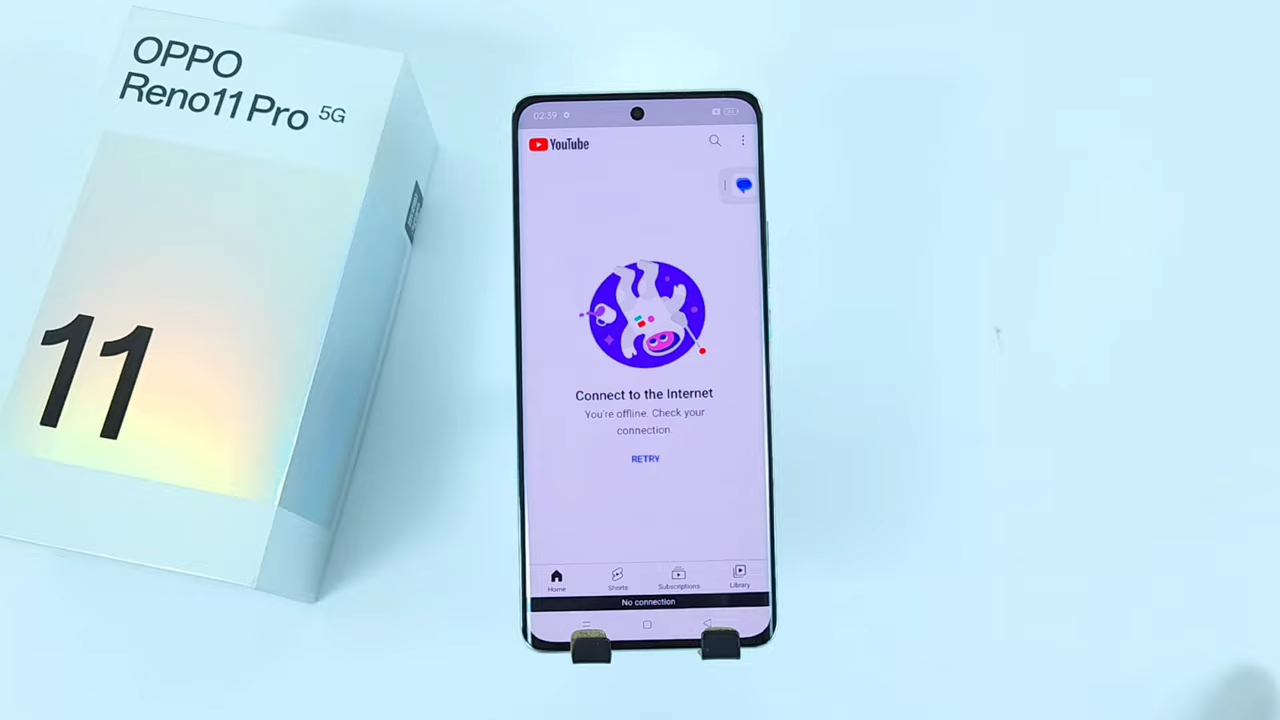 OPPO
Reno11 Pro 5G
11
02:39
YouTube
Connect to the Internet
You're offline. Check your
connection.
RETRY
Home
Shorts
Subscriptions
Library
No connection